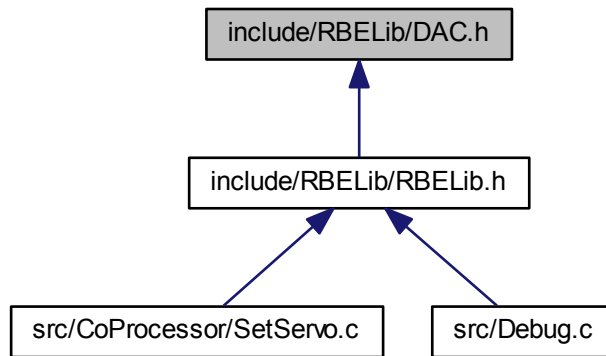 include/RBELib/DAC.h
include/RBELib/RBELib.h
src/CoProcessor/SetServo.c
src/Debug.c